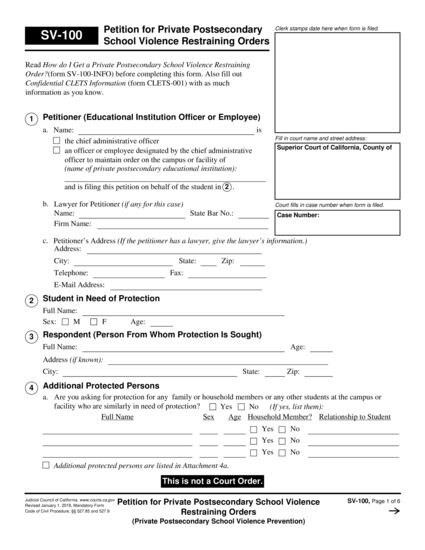 SV-100
Petition for Private Postsecondary
School Violence Restraining Orders
Clerk stamps date here when form is filed.
Read How do I Get a Private Postsecondary School Violence Restraining
Order?(form SV-100-INFO) before completing this form. Also fill out
Confidential CLETS Information (form CLETS-001) with as much
information as you know.
1 Petitioner (Educational Institution Officer or Employee)
a. Name: is
the chief administrative officer
an officer or employee designated by the chief administrative
officer to maintain order on the campus or facility of
(name of private postsecondary educational institution):
and is filing this petition on behalf of the student in 2 .
Fill in court name and street address:
Superior Court of California, County of
b. Lawyer for Petitioner (if any for this case)
Name: State Bar No.:
Firm Name:
Court fills in case number when form is filed.
Case Number:
c. Petitioner's Address (If the petitioner has a lawyer, give the lawyer's information.)
Address:
City: State: Zip:
Telephone: Fax:
E-Mail Address:
2 Student in Need of Protection
Full Name:
Sex: M F Age:
3 Respondent (Person From Whom Protection Is Sought)
Full Name: Age:
Address (if known):
City: State: Zip:
4 Additional Protected Persons
a. Are you asking for protection for any family or household members or any other students at the campus or
facility who are similarly in need of protection? Yes No (If yes, list them):
Full Name Sex Age Household Member? Relationship to Student
Yes No
Yes No
Yes No
Additional protected persons are listed in Attachment 4a.
This is not a Court Order.
Judicial Council of California, www.courts.ca.gov
Revised January 1, 2018, Mandatory Form
Code of Civil Procedure, §§ 527.85 and 527.9
Petition for Private Postsecondary School Violence
Restraining Orders
(Private Postsecondary School Violence Prevention)
SV-100, Page 1 of 6